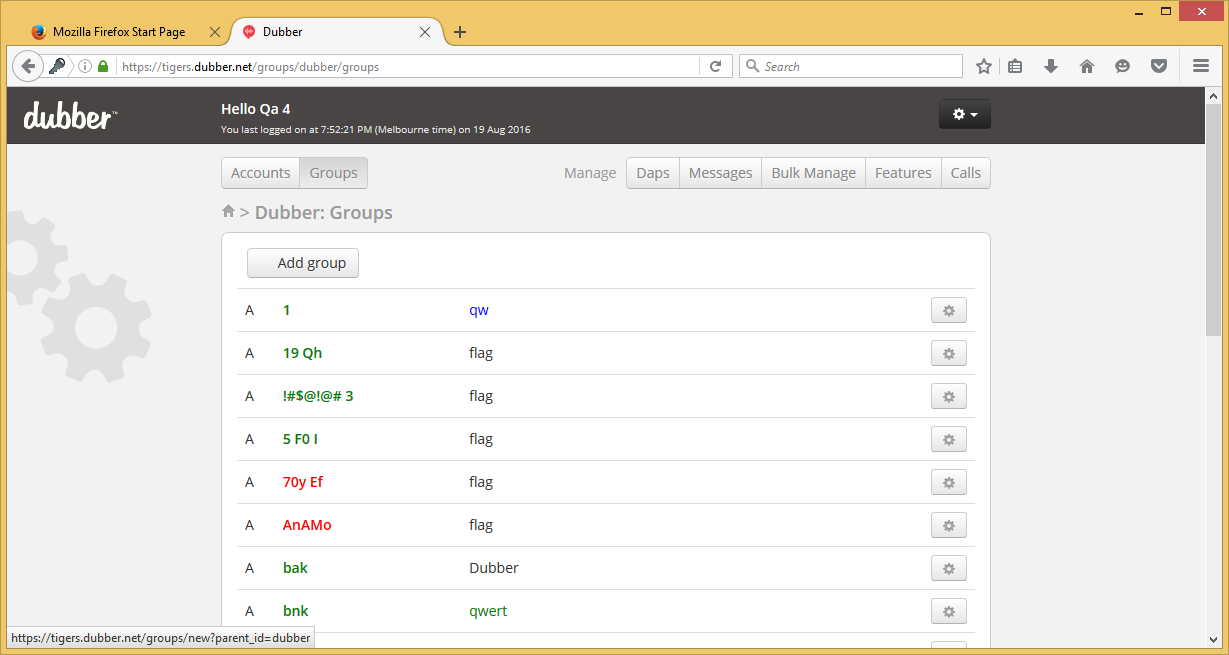 Mozilla Firefox Start Page
Dubber
https://tigers.dubber.net/groups/dubber/groups
Search
dubber™
Hello Qa 4
You last logged on at 7:52:21 PM (Melbourne time) on 19 Aug 2016
Accounts Groups Manage Daps Messages Bulk Manage Features Calls
> Dubber: Groups
Add group
A 1 qw
A 19 Qh flag
A !#$@!@# 3 flag
A 5 F0 I flag
A 70y Ef flag
A AnAMo flag
A bak Dubber
A bnk qwert
https://tigers.dubber.net/groups/new?parent_id=dubber